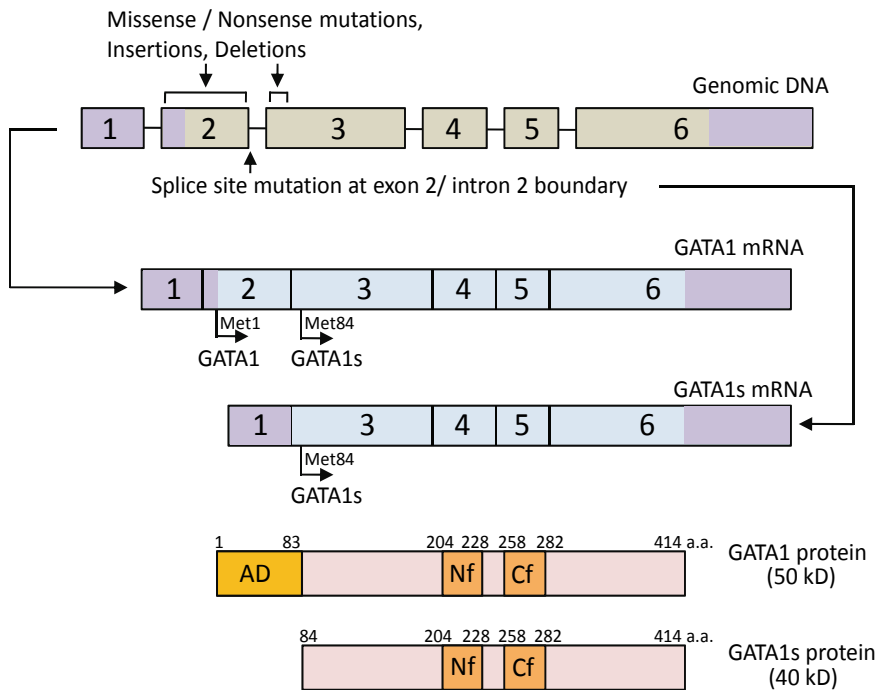 Missense / Nonsense mutations,
Insertions, Deletions
Genomic DNA
1 2 3 4 5 6
Splice site mutation at exon 2/ intron 2 boundary
GATA1 mRNA
1 2 3 4 5 6
Met1 Met84
GATA1 GATA1s
GATA1s mRNA
1 3 4 5 6
Met84
GATA1s
1 83 204 228 258 282 414 a.a.
AD Nf Cf
GATA1 protein
(50 kD)
84 204 228 258 282 414 a.a.
Nf Cf
GATA1s protein
(40 kD)